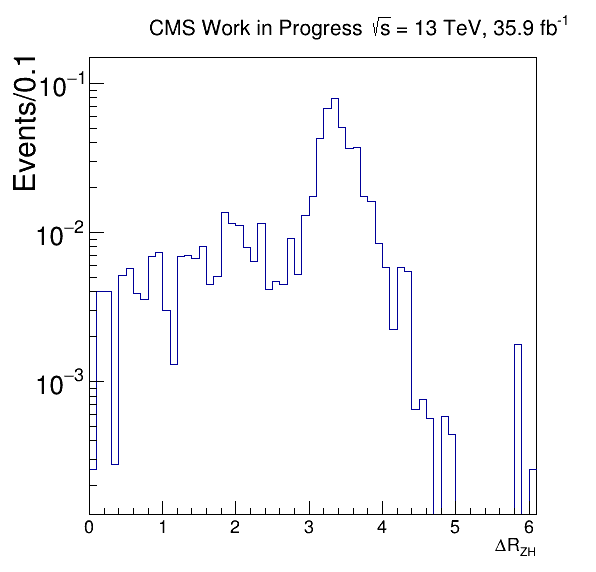 CMS Work in Progress √s = 13 TeV, 35.9 fb⁻¹
Events/0.1
10⁻¹
10⁻²
10⁻³
0 1 2 3 4 5 6
ΔR_ZH